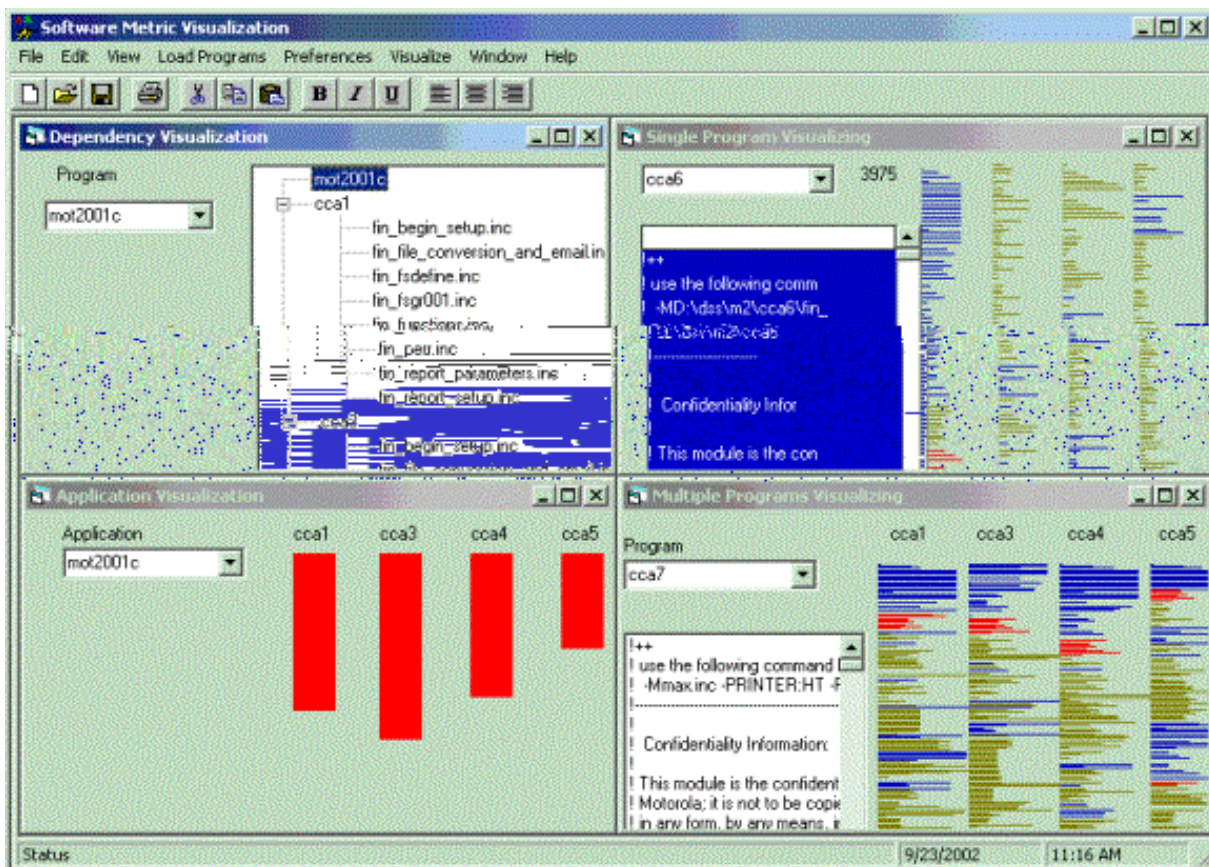 Software Metric Visualization
File Edit View Load Programs Preferences Visualize Window Help
B I U
Dependency Visualization
Program
mot2001c
mot2001c
cca1
fin_begin_setup.inc
fin_file_conversion_and_email.in
fin_fsdefine.inc
fin_fsgr001.inc
fin_functions.inc
fin_report_parameters.inc
fin_report_setup.inc
fin_begin_setup.inc
Single Program Visualizing
cca6
3975
!++
! use the following comm
! -MD:\dss\m2\cca6\fin_
!
! Confidentiality Infor
!
! This module is the con
Application Visualization
Application
mot2001c
cca1 cca3 cca4 cca5
Multiple Programs Visualizing
Program
cca7
cca1 cca3 cca4 cca5
!++
! use the following command
! -Mmax.inc -PRINTER:HT -F
!------------------------------
!
! Confidentiality Information:
!
! This module is the confident
! Motorola; it is not to be copie
! in any form, by any means, in
Status
9/23/2002
11:16 AM